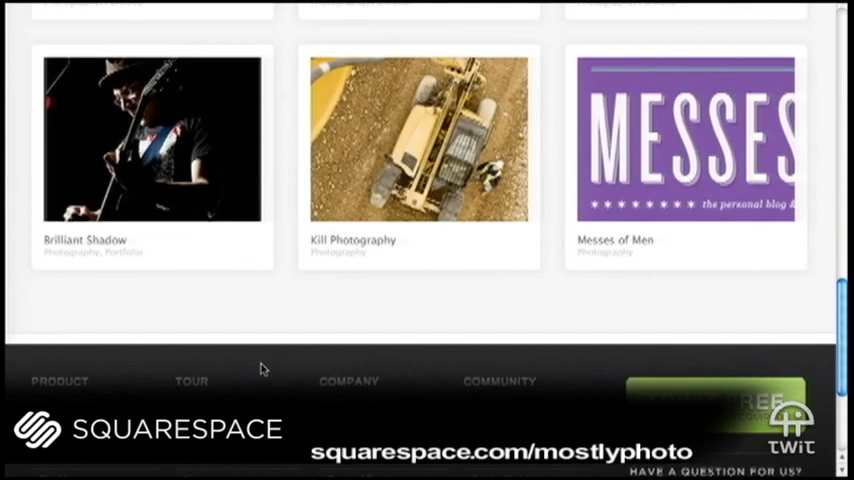 MESSES
the personal blog &
Brilliant Shadow
Photography, Portfolio
Kill Photography
Photography
Messes of Men
Photography
PRODUCT
TOUR
COMPANY
COMMUNITY
FREE
SQUARESPACE
squarespace.com/mostlyphoto
TWiT
HAVE A QUESTION FOR US?